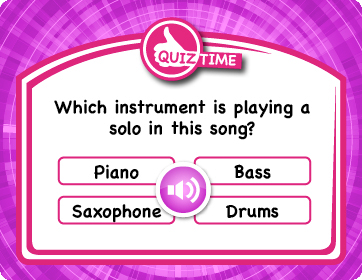 QUIZ TIME
Which instrument is playing a
solo in this song?
Piano
Bass
Saxophone
Drums